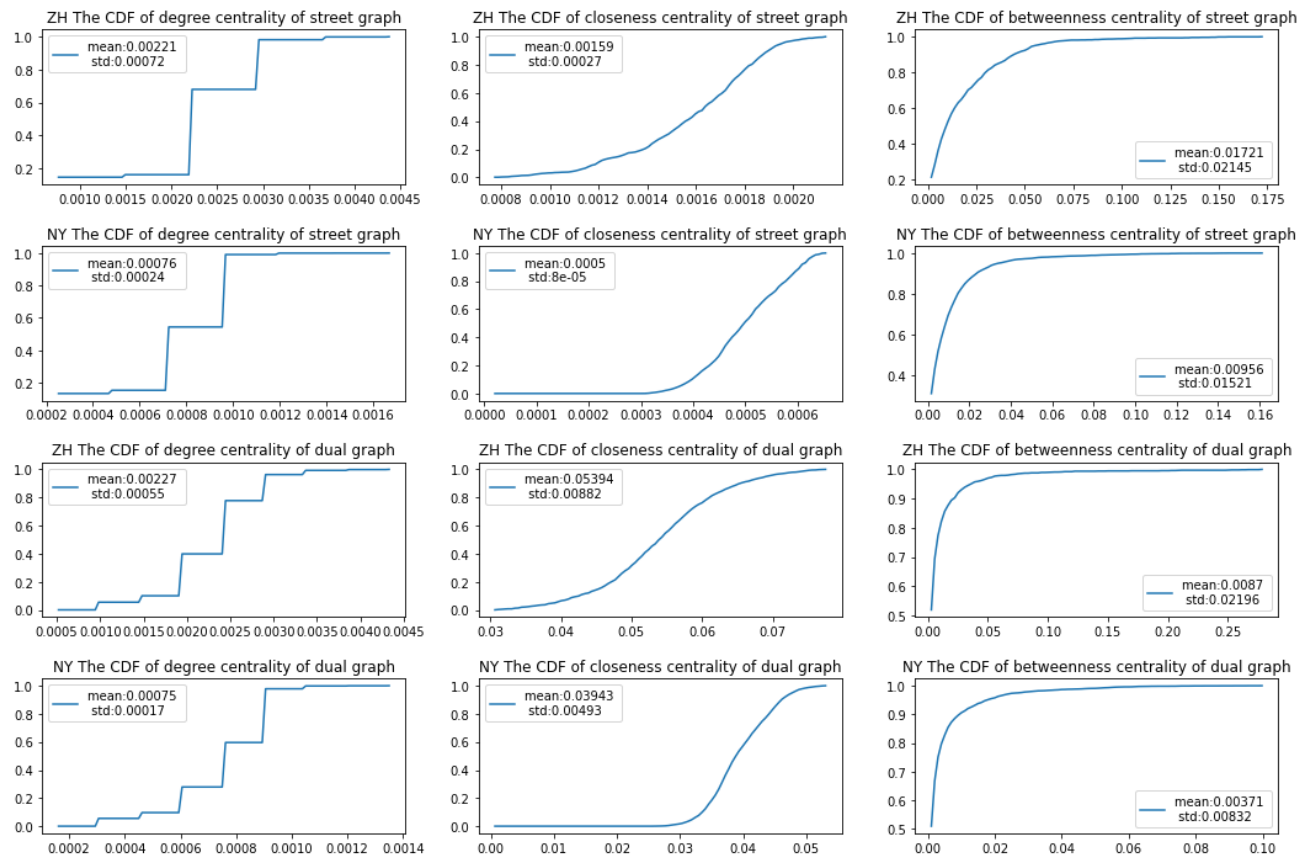 ZH The CDF of degree centrality of street graph
mean:0.00221
std:0.00072
1.0
0.8
0.6
0.4
0.2
0.0010 0.0015 0.0020 0.0025 0.0030 0.0035 0.0040 0.0045
ZH The CDF of closeness centrality of street graph
mean:0.00159
std:0.00027
1.0
0.8
0.6
0.4
0.2
0.0
0.0008 0.0010 0.0012 0.0014 0.0016 0.0018 0.0020
ZH The CDF of betweenness centrality of street graph
mean:0.01721
std:0.02145
1.0
0.8
0.6
0.4
0.2
0.000 0.025 0.050 0.075 0.100 0.125 0.150 0.175
NY The CDF of degree centrality of street graph
mean:0.00076
std:0.00024
1.0
0.8
0.6
0.4
0.2
0.0002 0.0004 0.0006 0.0008 0.0010 0.0012 0.0014 0.0016
NY The CDF of closeness centrality of street graph
mean:0.0005
std:8e-05
1.0
0.8
0.6
0.4
0.2
0.0
0.0000 0.0001 0.0002 0.0003 0.0004 0.0005 0.0006
NY The CDF of betweenness centrality of street graph
mean:0.00956
std:0.01521
1.0
0.8
0.6
0.4
0.00 0.02 0.04 0.06 0.08 0.10 0.12 0.14 0.16
ZH The CDF of degree centrality of dual graph
mean:0.00227
std:0.00055
1.0
0.8
0.6
0.4
0.2
0.0
0.0005 0.0010 0.0015 0.0020 0.0025 0.0030 0.0035 0.0040 0.0045
ZH The CDF of closeness centrality of dual graph
mean:0.05394
std:0.00882
1.0
0.8
0.6
0.4
0.2
0.0
0.03 0.04 0.05 0.06 0.07
ZH The CDF of betweenness centrality of dual graph
mean:0.0087
std:0.02196
1.0
0.9
0.8
0.7
0.6
0.5
0.00 0.05 0.10 0.15 0.20 0.25
NY The CDF of degree centrality of dual graph
mean:0.00075
std:0.00017
1.0
0.8
0.6
0.4
0.2
0.0
0.0002 0.0004 0.0006 0.0008 0.0010 0.0012 0.0014
NY The CDF of closeness centrality of dual graph
mean:0.03943
std:0.00493
1.0
0.8
0.6
0.4
0.2
0.0
0.00 0.01 0.02 0.03 0.04 0.05
NY The CDF of betweenness centrality of dual graph
mean:0.00371
std:0.00832
1.0
0.9
0.8
0.7
0.6
0.5
0.00 0.02 0.04 0.06 0.08 0.10